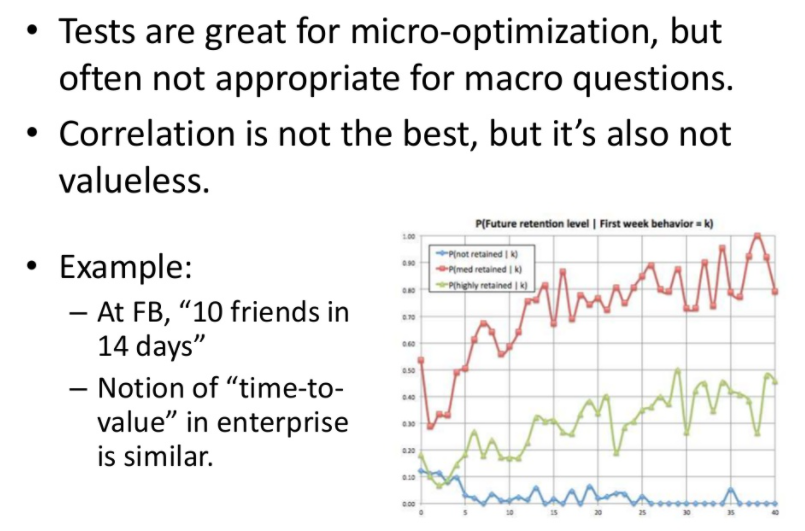 • Tests are great for micro-optimization, but
often not appropriate for macro questions.
• Correlation is not the best, but it’s also not
valueless.
• Example:
– At FB, “10 friends in
14 days”
– Notion of “time-to-
value” in enterprise
is similar.
P(Future retention level | First week behavior = k)
P(not retained | k)
P(med retained | k)
P(highly retained | k)
1.00
0.90
0.80
0.70
0.60
0.50
0.40
0.30
0.20
0.10
0.00
0 5 10 15 20 25 30 35 40